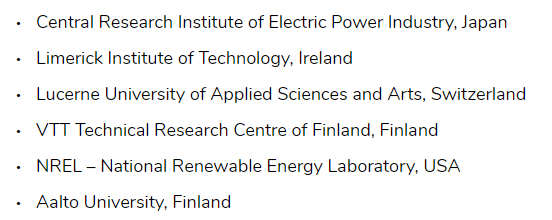 • Central Research Institute of Electric Power Industry, Japan
• Limerick Institute of Technology, Ireland
• Lucerne University of Applied Sciences and Arts, Switzerland
• VTT Technical Research Centre of Finland, Finland
• NREL – National Renewable Energy Laboratory, USA
• Aalto University, Finland